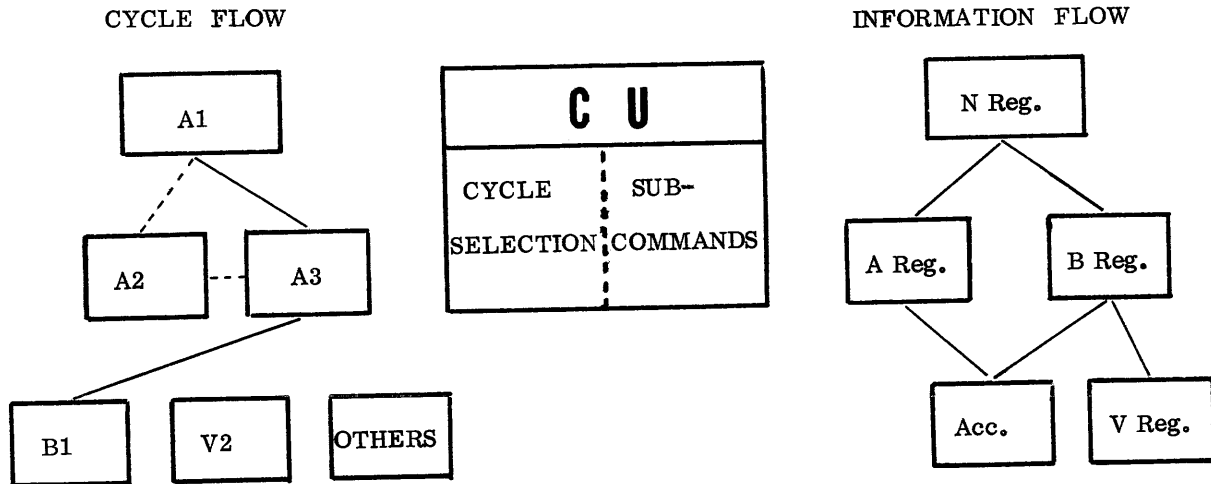 CYCLE FLOW
INFORMATION FLOW
A1
C U
N Reg.
CYCLE SUB-
SELECTION COMMANDS
A2
A3
A Reg.
B Reg.
B1
V2
OTHERS
Acc.
V Reg.